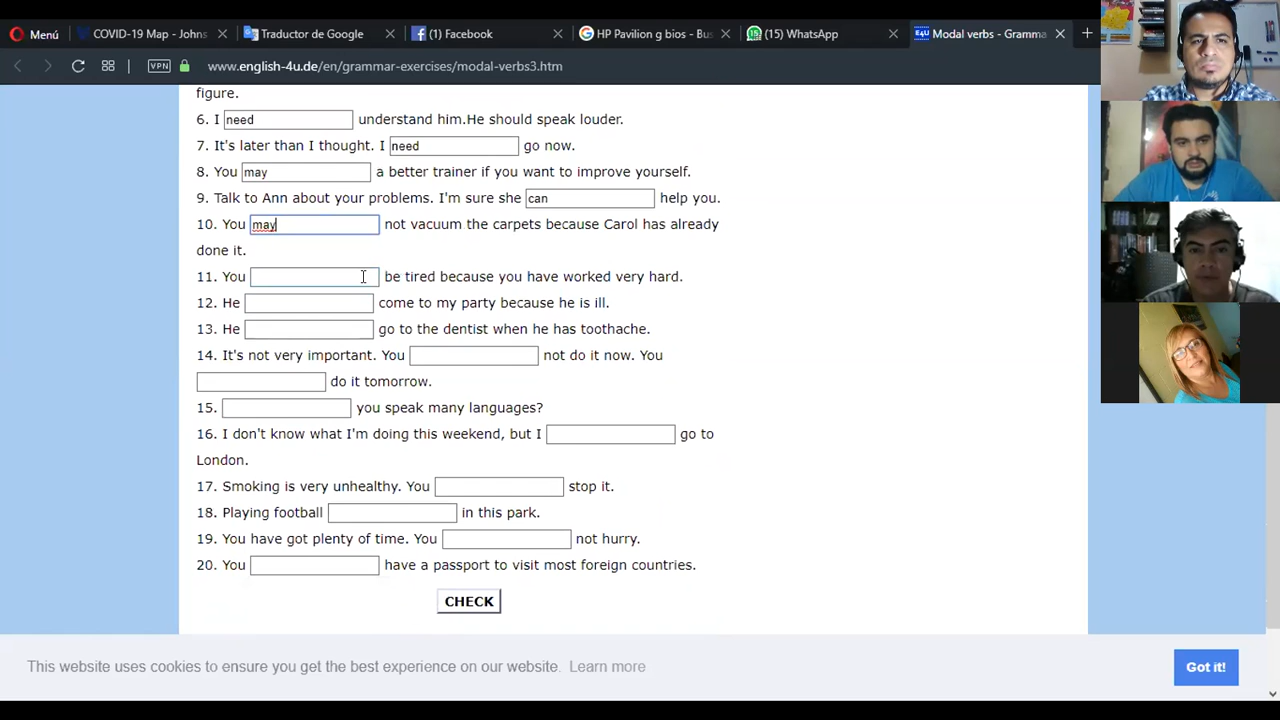 Menú
COVID-19 Map - Johns
Traductor de Google
(1) Facebook
HP Pavilion g bios - Bus
(15) WhatsApp
E4U Modal verbs - Gramma
VPN
www.english-4u.de/en/grammar-exercises/modal-verbs3.htm
figure.
6. I need understand him.He should speak louder.
7. It's later than I thought. I need go now.
8. You may a better trainer if you want to improve yourself.
9. Talk to Ann about your problems. I'm sure she can help you.
10. You may not vacuum the carpets because Carol has already
done it.
11. You be tired because you have worked very hard.
12. He come to my party because he is ill.
13. He go to the dentist when he has toothache.
14. It's not very important. You not do it now. You
do it tomorrow.
15. you speak many languages?
16. I don't know what I'm doing this weekend, but I go to
London.
17. Smoking is very unhealthy. You stop it.
18. Playing football in this park.
19. You have got plenty of time. You not hurry.
20. You have a passport to visit most foreign countries.
CHECK
This website uses cookies to ensure you get the best experience on our website. Learn more
Got it!